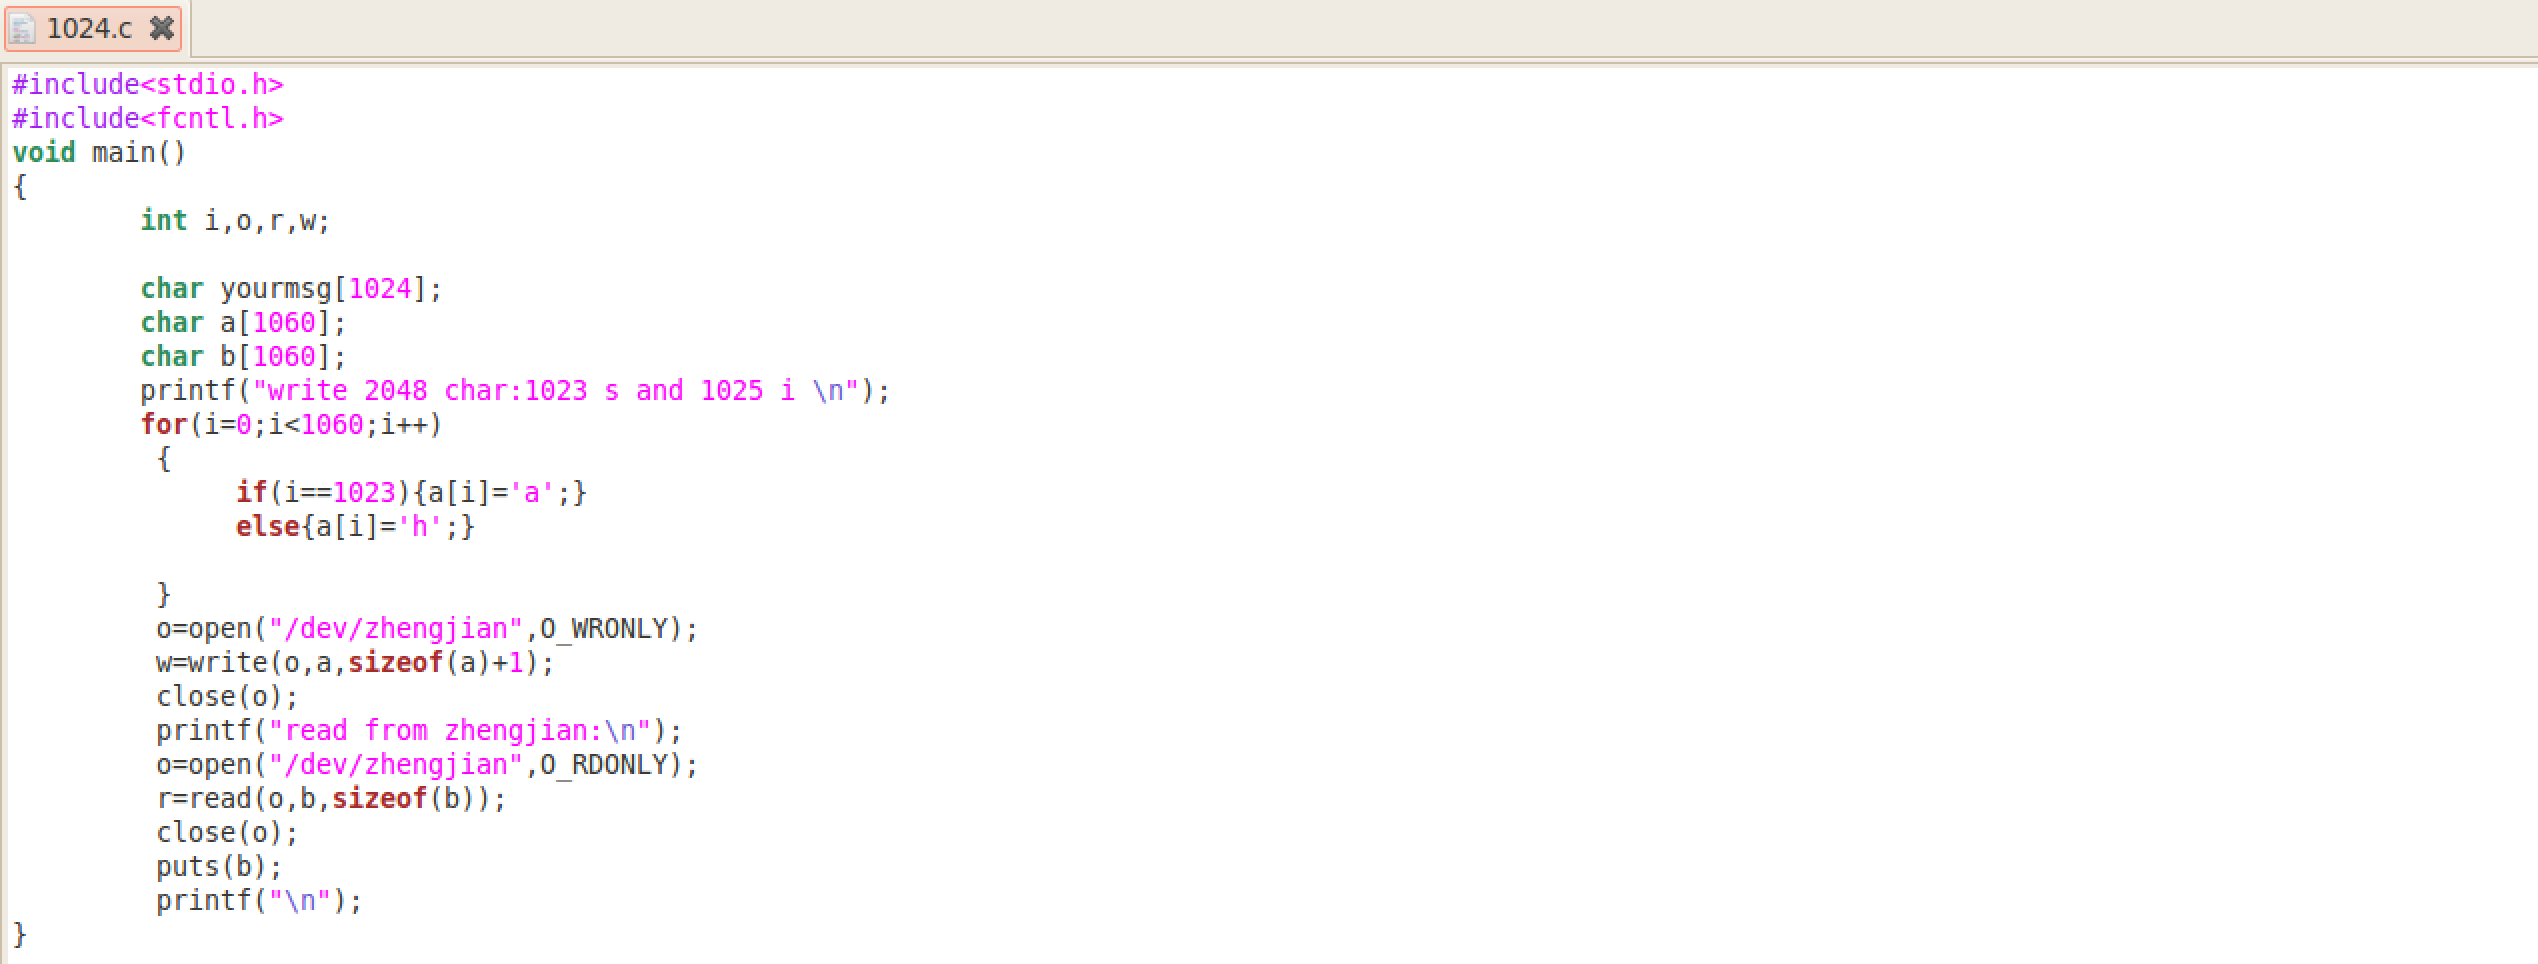 1024.c
#include<stdio.h>
#include<fcntl.h>
void main()
{
int i,o,r,w;
char yourmsg[1024];
char a[1060];
char b[1060];
printf("write 2048 char:1023 s and 1025 i \n");
for(i=0;i<1060;i++)
{
if(i==1023){a[i]='a';}
else{a[i]='h';}
}
o=open("/dev/zhengjian",O_WRONLY);
w=write(o,a,sizeof(a)+1);
close(o);
printf("read from zhengjian:\n");
o=open("/dev/zhengjian",O_RDONLY);
r=read(o,b,sizeof(b));
close(o);
puts(b);
printf("\n");
}